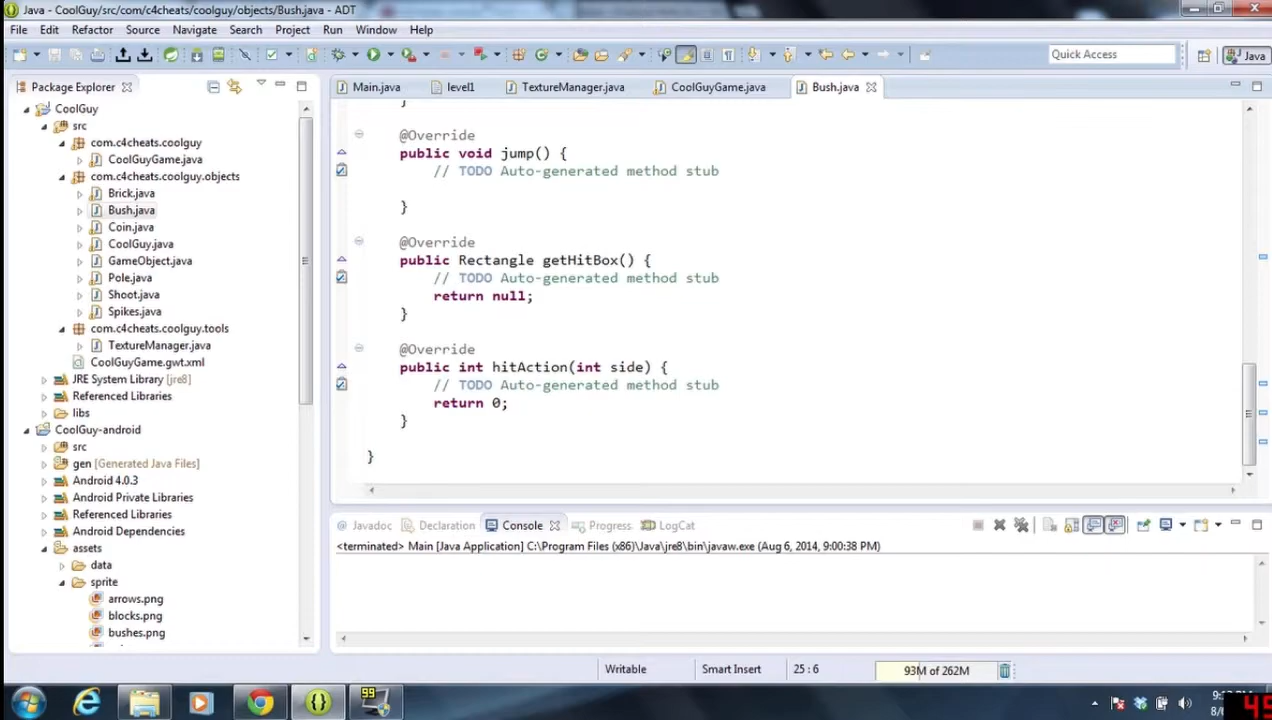 Java - CoolGuy/src/com/c4cheats/coolguy/objects/Bush.java - ADT
File Edit Refactor Source Navigate Search Project Run Window Help
Quick Access
Java
Package Explorer
CoolGuy
src
com.c4cheats.coolguy
CoolGuyGame.java
com.c4cheats.coolguy.objects
Brick.java
Bush.java
Coin.java
CoolGuy.java
GameObject.java
Pole.java
Shoot.java
Spikes.java
com.c4cheats.coolguy.tools
TextureManager.java
CoolGuyGame.gwt.xml
JRE System Library [jre8]
Referenced Libraries
libs
CoolGuy-android
src
gen [Generated Java Files]
Android 4.0.3
Android Private Libraries
Referenced Libraries
Android Dependencies
assets
data
sprite
arrows.png
blocks.png
bushes.png
Main.java level1 TextureManager.java CoolGuyGame.java Bush.java
}
@Override
public void jump() {
// TODO Auto-generated method stub
}
@Override
public Rectangle getHitBox() {
// TODO Auto-generated method stub
return null;
}
@Override
public int hitAction(int side) {
// TODO Auto-generated method stub
return 0;
}
}
Javadoc Declaration Console Progress LogCat
<terminated> Main [Java Application] C:\Program Files (x86)\Java\jre8\bin\javaw.exe (Aug 6, 2014, 9:00:38 PM)
Writable Smart Insert 25 : 6 93M of 262M
99
45